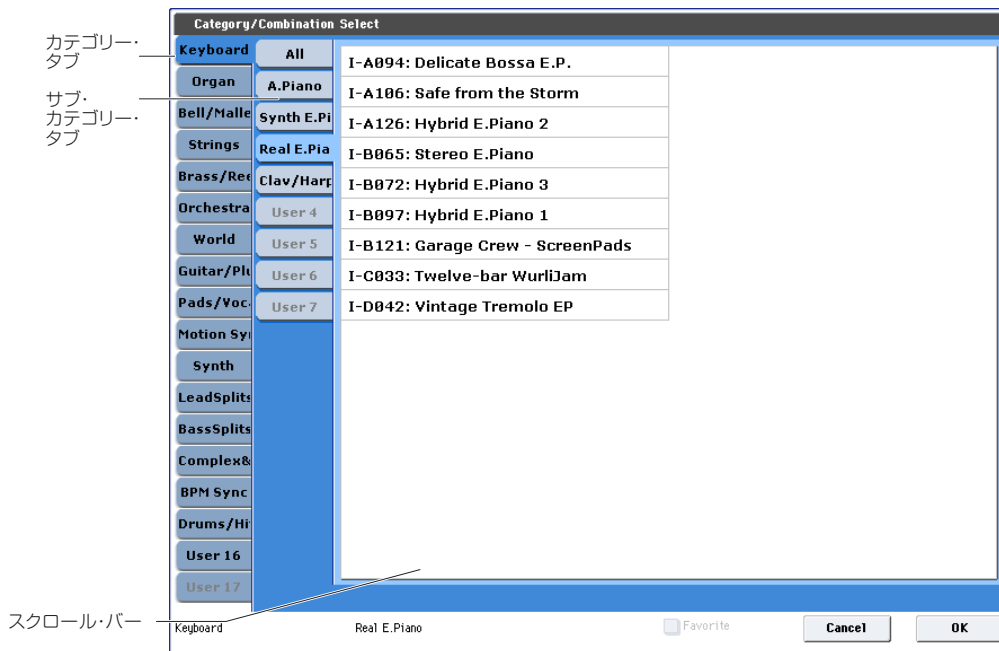 Category/Combination Select
カテゴリー・
タブ
サブ・
カテゴリー・
タブ
スクロール・バー
Keyboard
Organ
Bell/Malle
Strings
Brass/Ree
Orchestra
World
Guitar/Plu
Pads/Voc.
Motion Syn
Synth
LeadSplits
BassSplits
Complex&
BPM Sync
Drums/Hi
User 16
User 17
All
A.Piano
Synth E.Pi
Real E.Pia
Clav/Harp
User 4
User 5
User 6
User 7
I-A094: Delicate Bossa E.P.
I-A106: Safe from the Storm
I-A126: Hybrid E.Piano 2
I-B065: Stereo E.Piano
I-B072: Hybrid E.Piano 3
I-B097: Hybrid E.Piano 1
I-B121: Garage Crew - ScreenPads
I-C033: Twelve-bar WurliJam
I-D042: Vintage Tremolo EP
Keyboard
Real E.Piano
Favorite
Cancel
OK